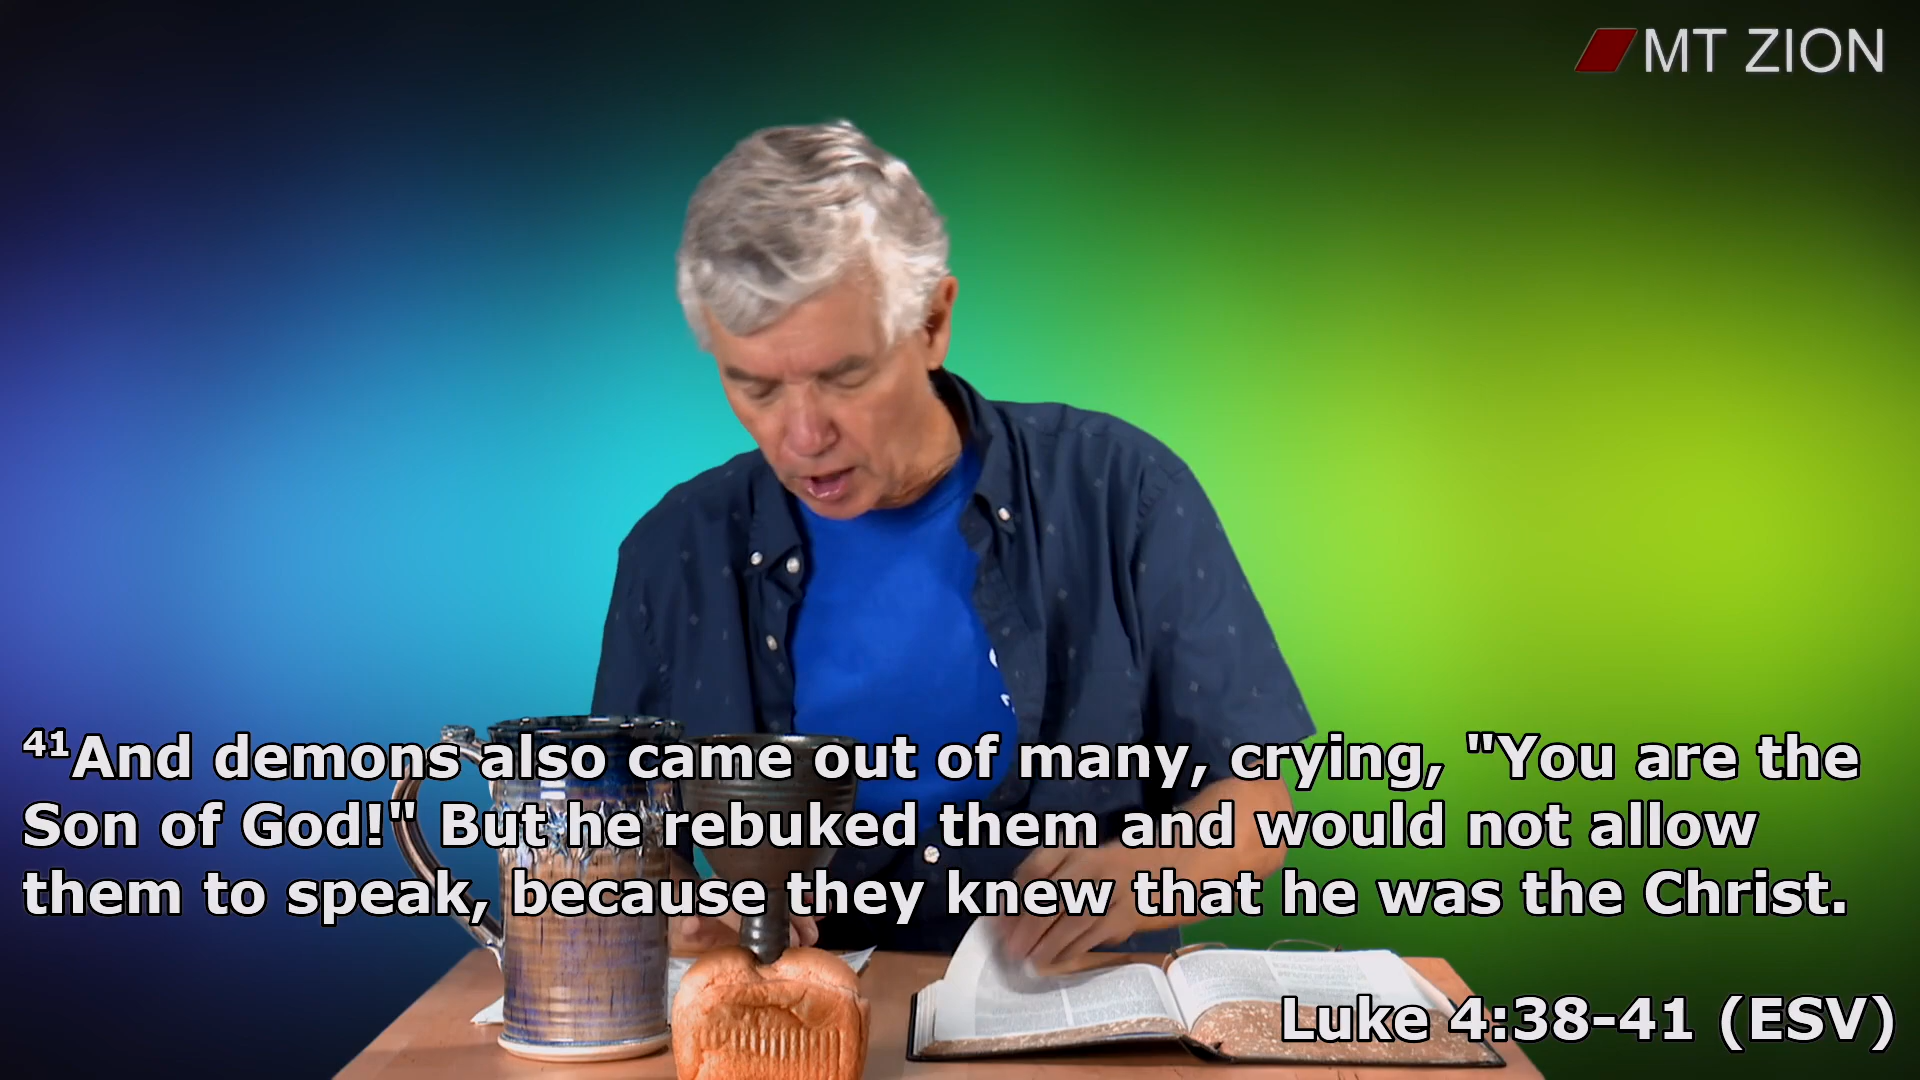 MT ZION
⁴¹And demons also came out of many, crying, "You are the
Son of God!" But he rebuked them and would not allow
them to speak, because they knew that he was the Christ.
Luke 4:38-41 (ESV)